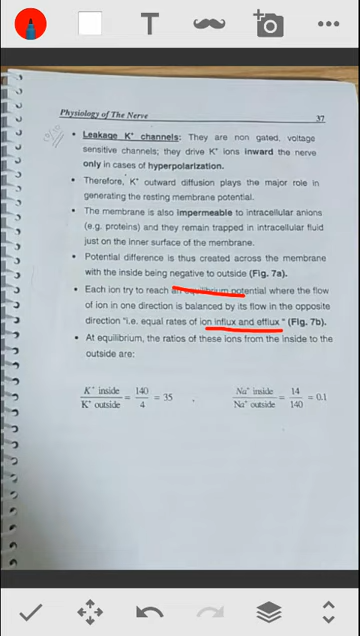 T
Physiology of The Nerve 37
• Leakage K⁺ channels: They are non gated, voltage
sensitive channels; they drive K⁺ ions inward the nerve
only in cases of hyperpolarization.
• Therefore, K⁺ outward diffusion plays the major role in
generating the resting membrane potential.
• The membrane is also impermeable to intracellular anions
(e.g. proteins) and they remain trapped in intracellular fluid
just on the inner surface of the membrane.
• Potential difference is thus created across the membrane
with the inside being negative to outside (Fig. 7a).
• Each ion try to reach an equilibrium potential where the flow
of ion in one direction is balanced by its flow in the opposite
direction "i.e. equal rates of ion influx and efflux " (Fig. 7b).
• At equilibrium, the ratios of these ions from the inside to the
outside are:
K⁺ inside / K⁺ outside = 140 / 4 = 35 Na⁺ inside / Na⁺ outside = 14 / 140 = 0.1